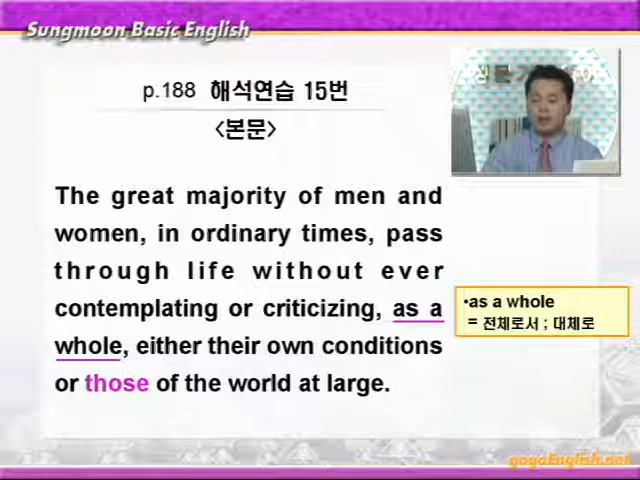 Sungmoon Basic English
p.188 해석연습 15번
<본문>
The great majority of men and
women, in ordinary times, pass
through life without ever
contemplating or criticizing, as a
whole, either their own conditions
or those of the world at large.
•as a whole
= 전체로서 ; 대체로
gogoEnglish.net